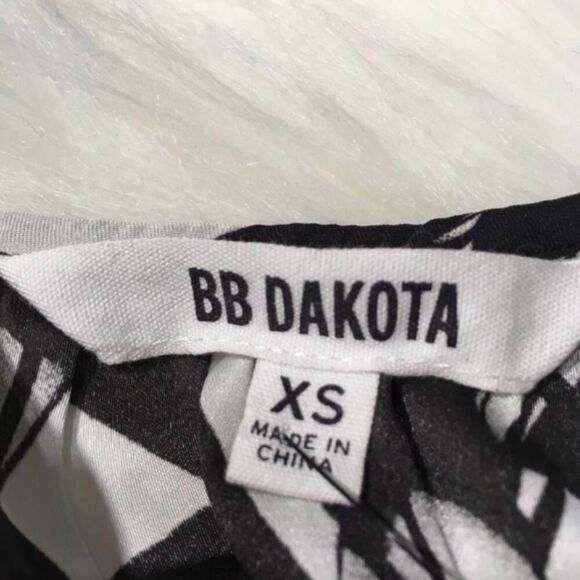 BB DAKOTA
XS
MADE IN
CHINA